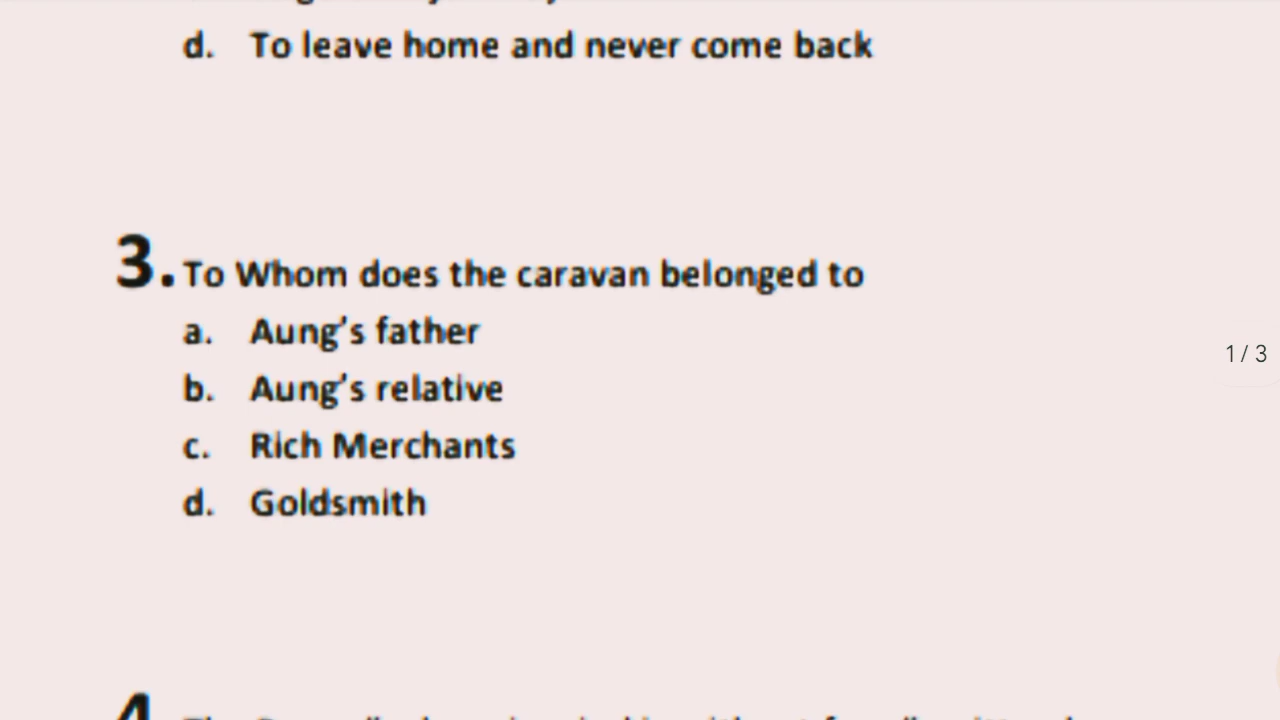 d. To leave home and never come back
3. To Whom does the caravan belonged to
a. Aung's father
b. Aung's relative
1 / 3
c. Rich Merchants
d. Goldsmith
4